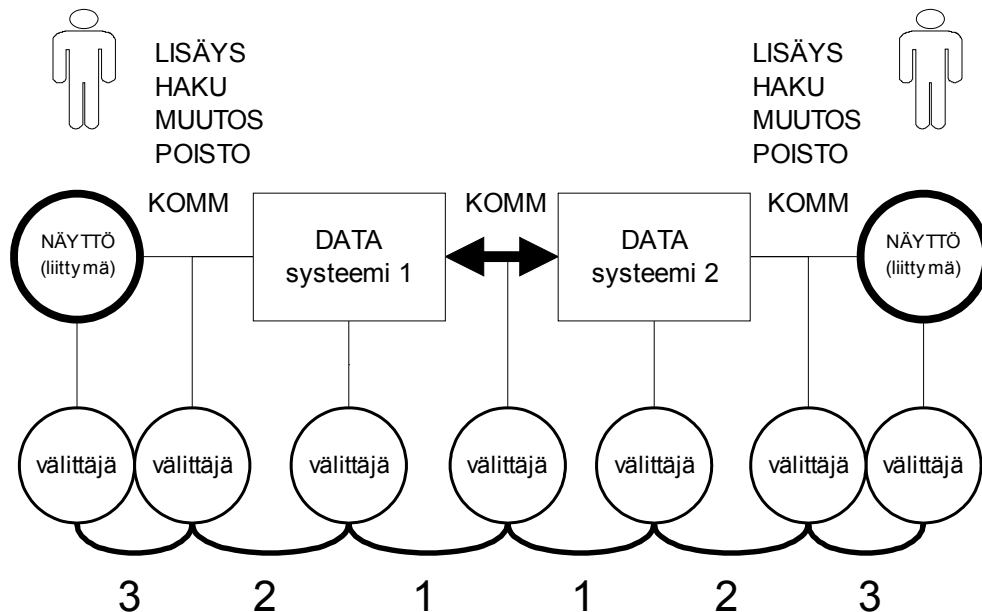 LISÄYS
HAKU
MUUTOS
POISTO
LISÄYS
HAKU
MUUTOS
POISTO
KOMM
KOMM
KOMM
NÄYTTÖ
(liittymä)
DATA
systeemi 1
DATA
systeemi 2
NÄYTTÖ
(liittymä)
välittäjä
välittäjä
välittäjä
välittäjä
välittäjä
välittäjä
välittäjä
3 2 1 1 2 3